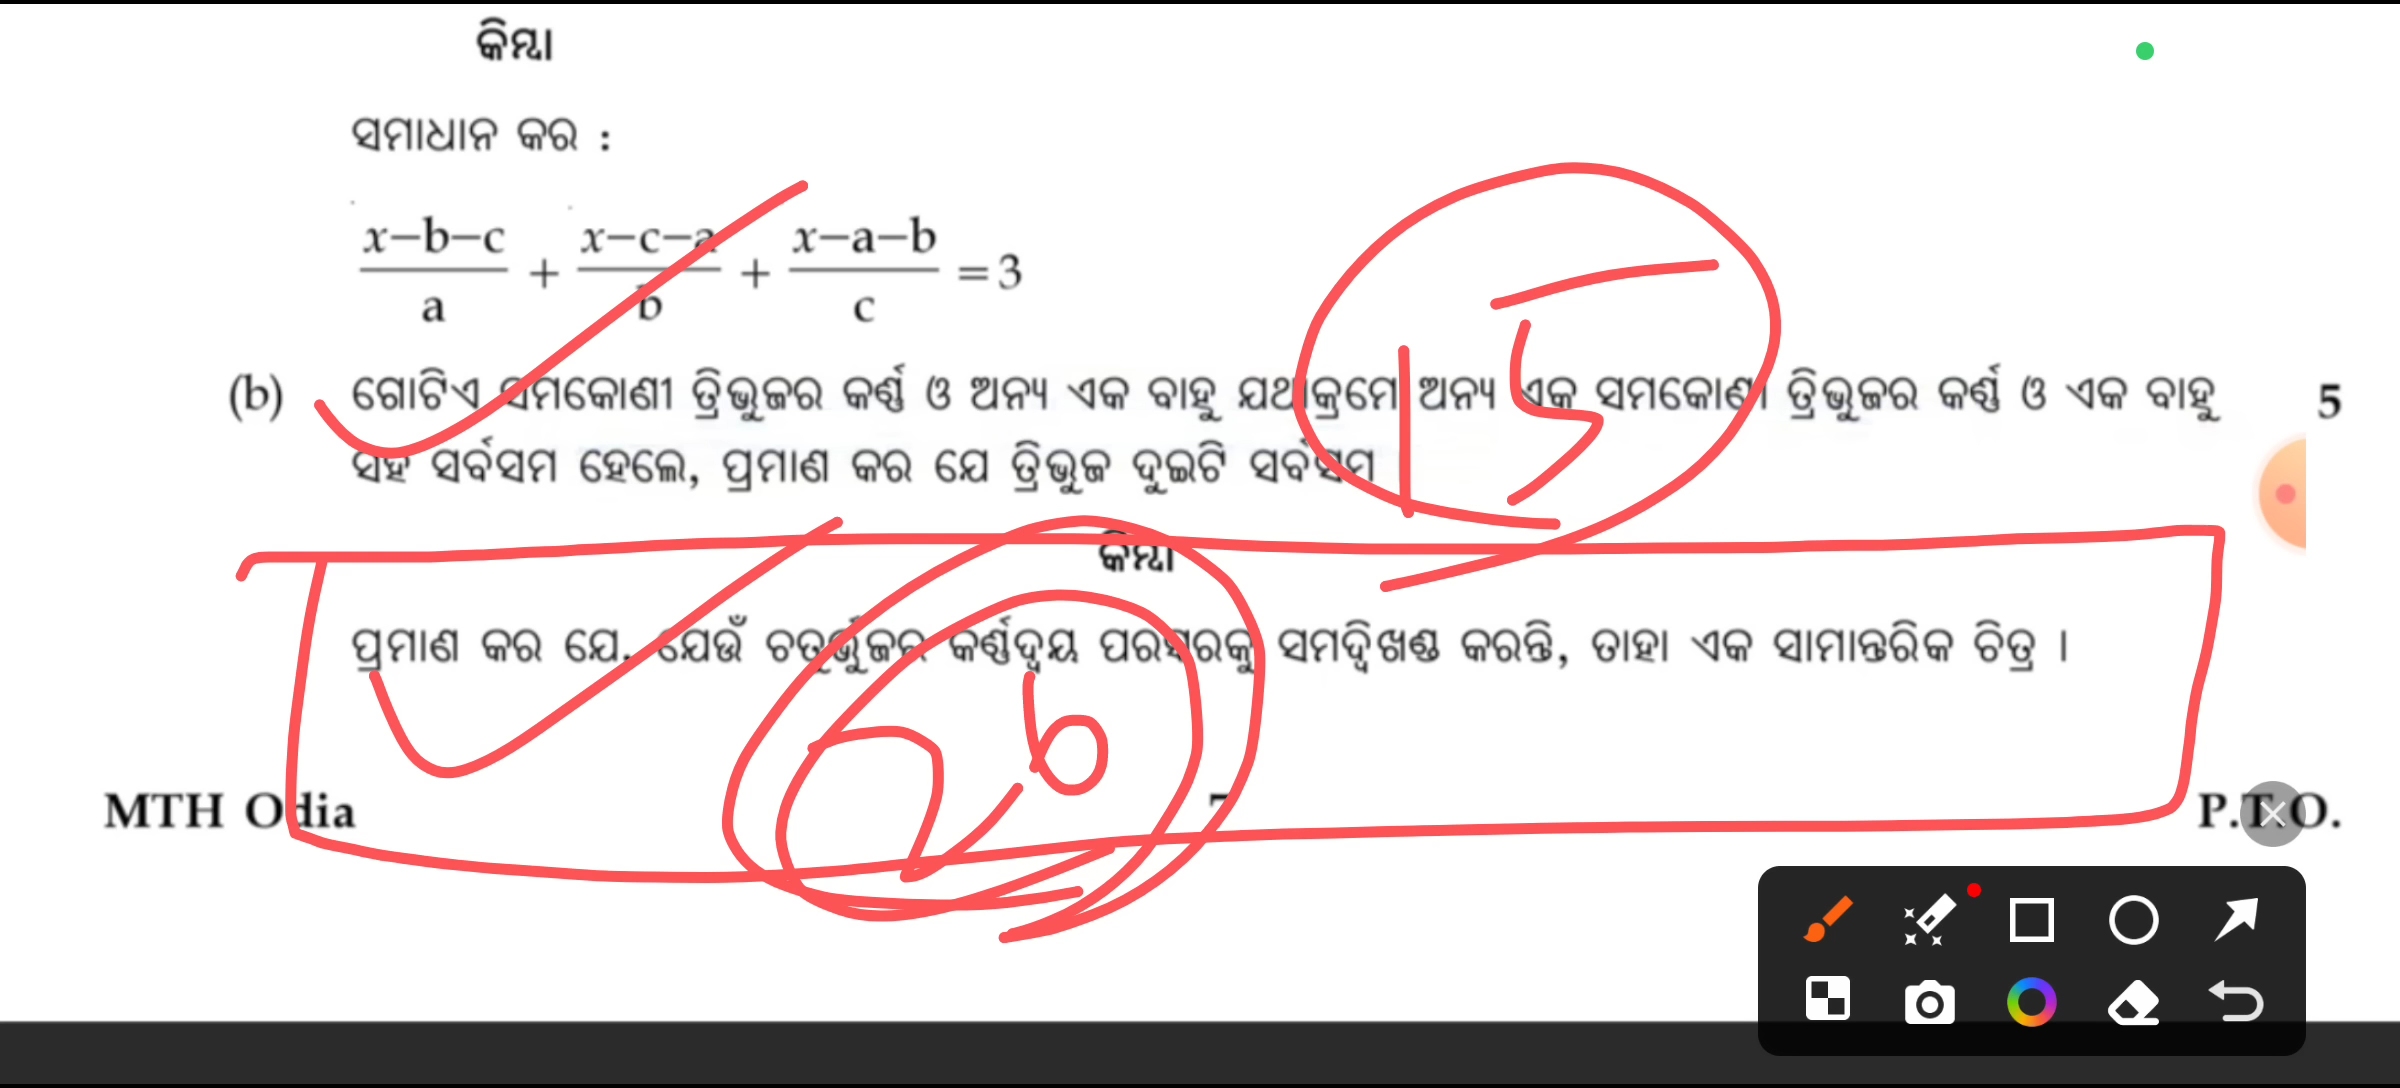 କିମ୍ବା
ସମାଧାନ କର :
x−b−c/a + x−c−a/b + x−a−b/c = 3
(b) ଗୋଟିଏ ସମକୋଣୀ ତ୍ରିଭୁଜର କର୍ଣ୍ଣ ଓ ଅନ୍ୟ ଏକ ବାହୁ ଯଥାକ୍ରମେ ଅନ୍ୟ ଏକ ସମକୋଣୀ ତ୍ରିଭୁଜର କର୍ଣ୍ଣ ଓ ଏକ ବାହୁ 5
ସହ ସର୍ବସମ ହେଲେ, ପ୍ରମାଣ କର ଯେ ତ୍ରିଭୁଜ ଦୁଇଟି ସର୍ବସମ
15
କିମ୍ବା
ପ୍ରମାଣ କର ଯେ, ଯେଉଁ ଚତୁର୍ଭୁଜର କର୍ଣ୍ଣଦ୍ୱୟ ପରସ୍ପରକୁ ସମଦ୍ୱିଖଣ୍ଡ କରନ୍ତି, ତାହା ଏକ ସାମାନ୍ତରିକ ଚିତ୍ର ।
26
MTH Odia 7 P.T.O.